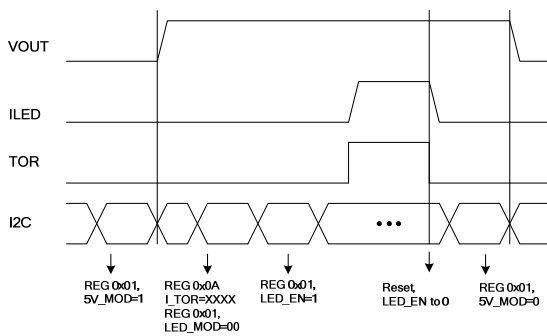 VOUT
ILED
TOR
I2C
•••
REG 0x01,
5V_MOD=1
REG 0x0A
I_TOR=XXXX
REG 0x01,
LED_MOD=00
REG 0x01,
LED_EN=1
Reset,
LED_EN to 0
REG 0x01,
5V_MOD=0